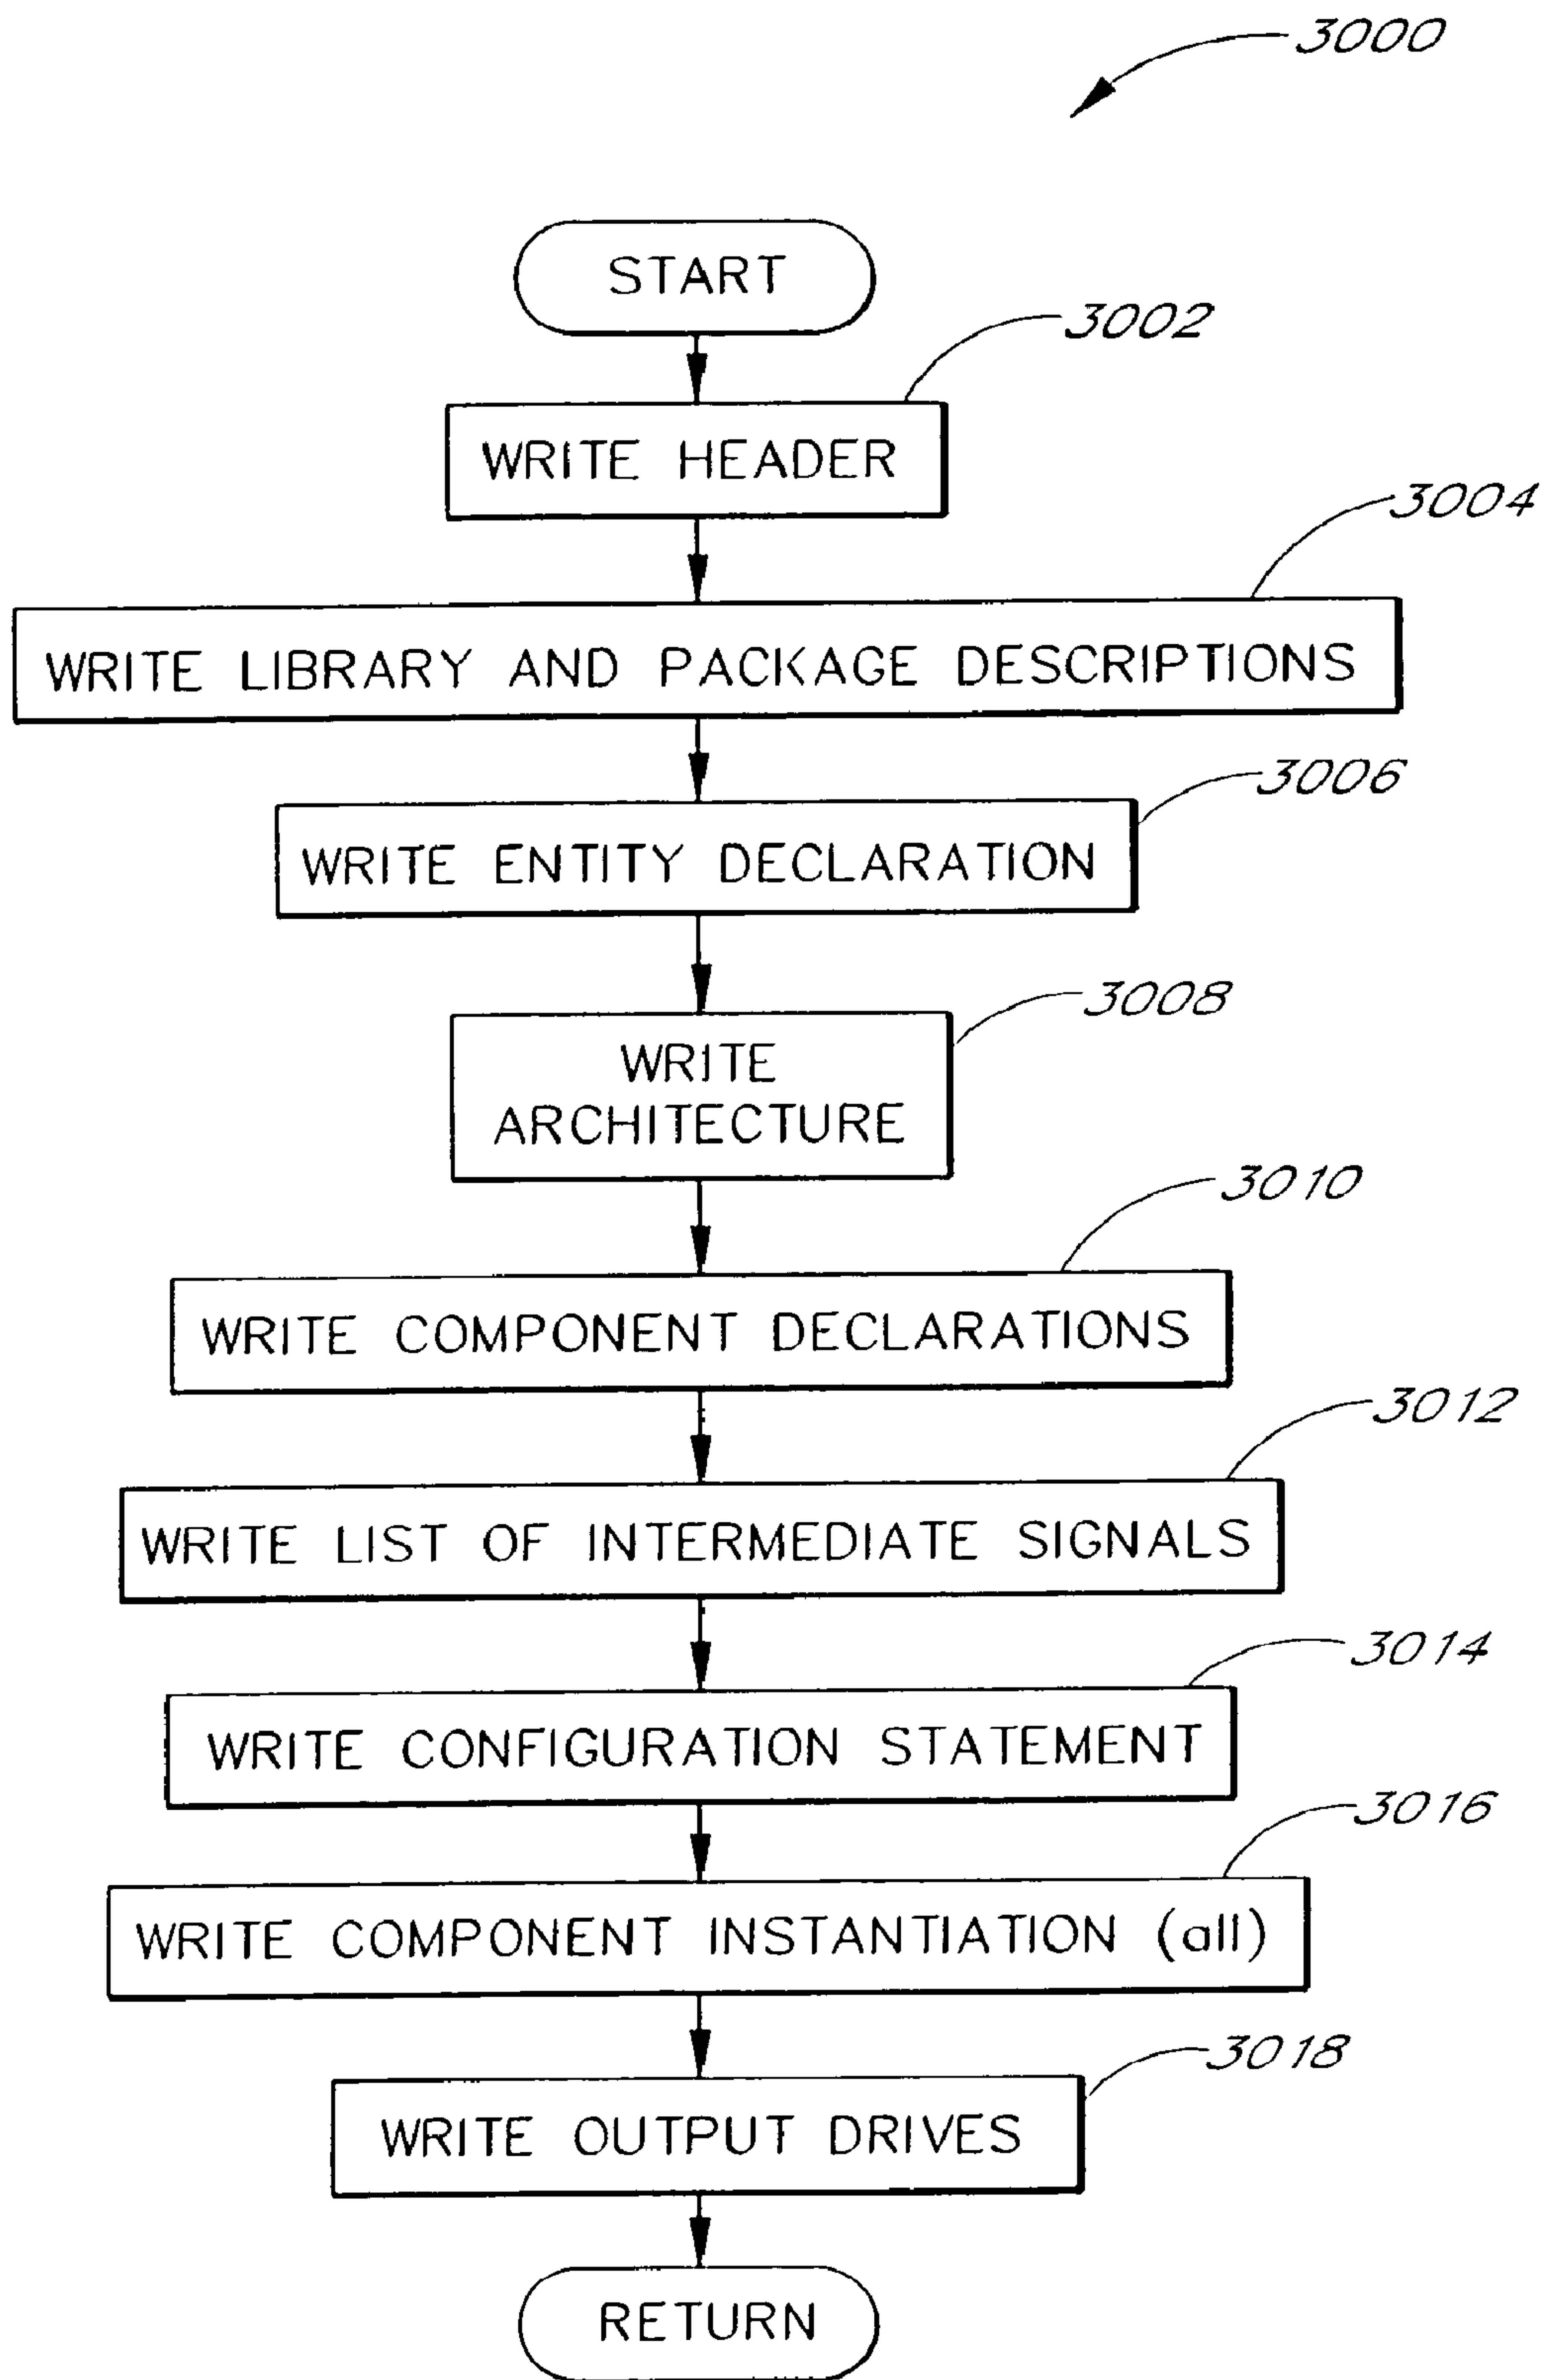 3000
START
3002
WRITE HEADER
3004
WRITE LIBRARY AND PACKAGE DESCRIPTIONS
3006
WRITE ENTITY DECLARATION
3008
WRITE
ARCHITECTURE
3010
WRITE COMPONENT DECLARATIONS
3012
WRITE LIST OF INTERMEDIATE SIGNALS
3014
WRITE CONFIGURATION STATEMENT
3016
WRITE COMPONENT INSTANTIATION (all)
3018
WRITE OUTPUT DRIVES
RETURN